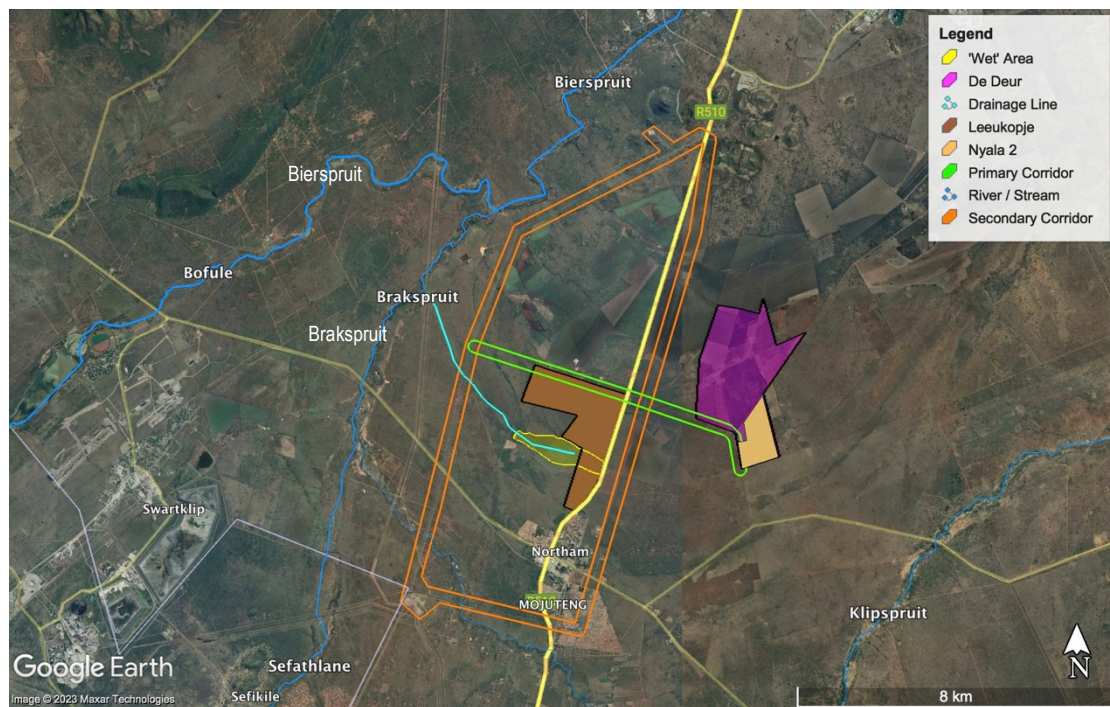 Legend
'Wet' Area
De Deur
Drainage Line
Leeukopje
Nyala 2
Primary Corridor
River / Stream
Secondary Corridor
Bierspruit
R510
Bierspruit
Bofule
Brakspruit
Brakspruit
Swartklip
Northam
MOJUTENG
Klipspruit
Sefathlane
Sefikile
Google Earth
Image © 2023 Maxar Technologies
N
8 km